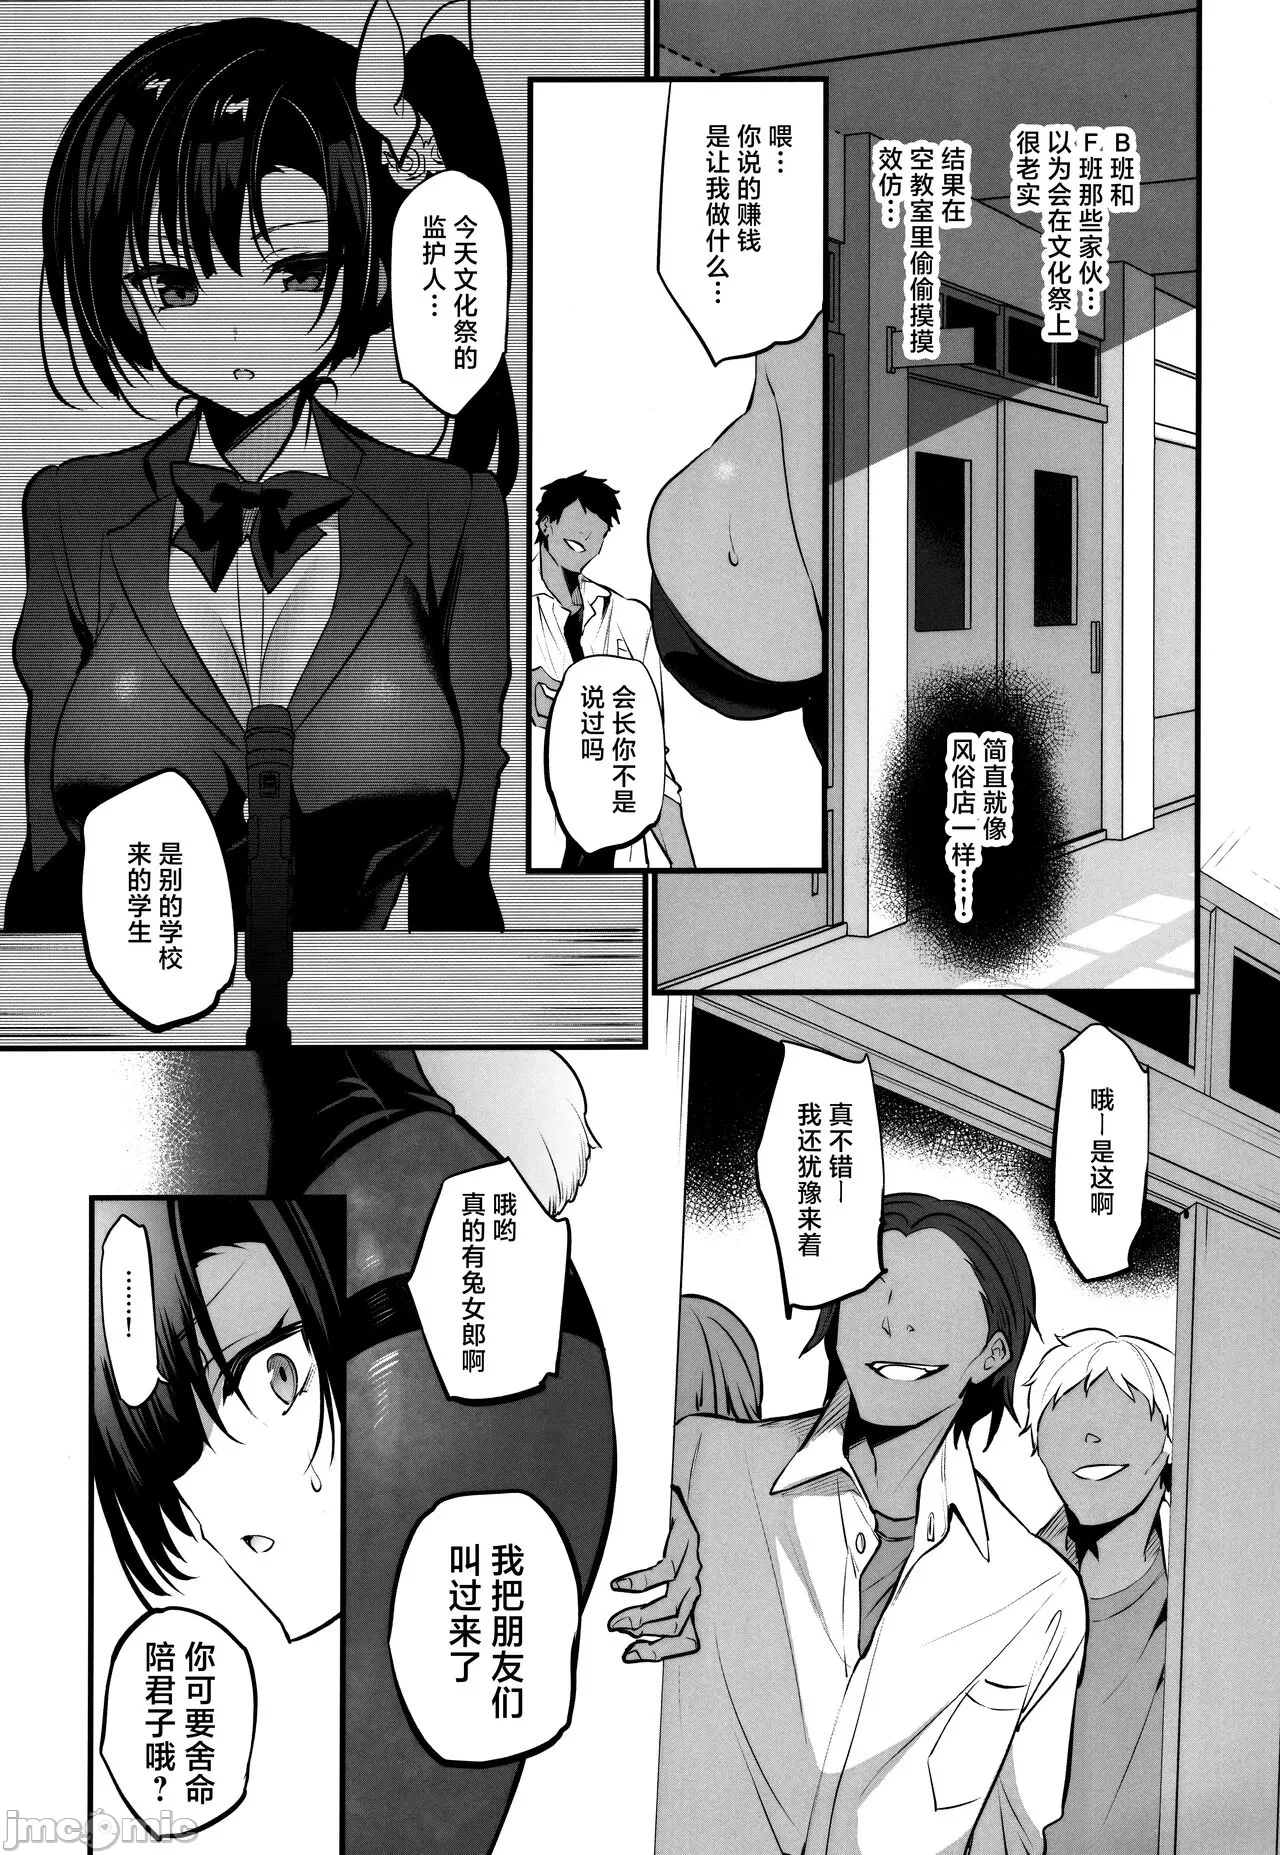 B班和
F班那些家伙…
以为会在文化祭上
很老实
结果在
空教室里偷偷摸摸
效仿…
简直就像
风俗店一样…!
喂…
你说的赚钱
是让我做什么…
会长你不是
说过吗
今天文化祭的
监护人…
是别的学校
来的学生
哦—是这啊
真不错—
我还犹豫来着
哦哟
真的有兔女郎啊
……!
我把朋友们
叫过来了
你可要舍命
陪君子哦?
jmcomic